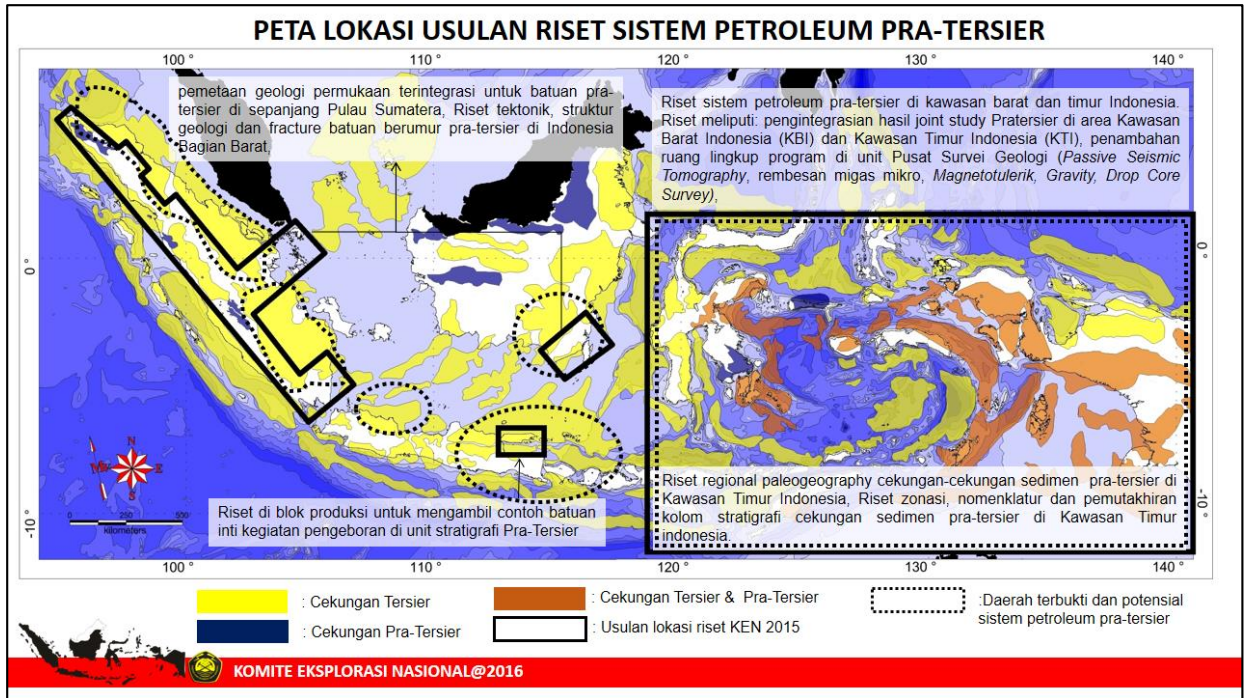 PETA LOKASI USULAN RISET SISTEM PETROLEUM PRA-TERSIER
100 °
110 °
120 °
130 °
140 °
pemetaan geologi permukaan terintegrasi untuk batuan pra-
tersier di sepanjang Pulau Sumatera, Riset tektonik, struktur
geologi dan fracture batuan berumur pra-tersier di Indonesia
Bagian Barat,
Riset sistem petroleum pra-tersier di kawasan barat dan timur Indonesia.
Riset meliputi: pengintegrasian hasil joint study Pratersier di area Kawasan
Barat Indonesia (KBI) dan Kawasan Timur Indonesia (KTI), penambahan
ruang lingkup program di unit Pusat Survei Geologi (Passive Seismic
Tomography, rembesan migas mikro, Magnetotulerik, Gravity, Drop Core
Survey),
0 °
0 °
N
E
S
0 250 500
kilometers
-10 °
-10 °
Riset di blok produksi untuk mengambil contoh batuan
inti kegiatan pengeboran di unit stratigrafi Pra-Tersier
Riset regional paleogeography cekungan-cekungan sedimen pra-tersier di
Kawasan Timur Indonesia, Riset zonasi, nomenklatur dan pemutakhiran
kolom stratigrafi cekungan sedimen pra-tersier di Kawasan Timur
indonesia.
100 °
110 °
120 °
130 °
140 °
: Cekungan Tersier
: Cekungan Pra-Tersier
: Cekungan Tersier & Pra-Tersier
: Usulan lokasi riset KEN 2015
:Daerah terbukti dan potensial
sistem petroleum pra-tersier
KOMITE EKSPLORASI NASIONAL@2016